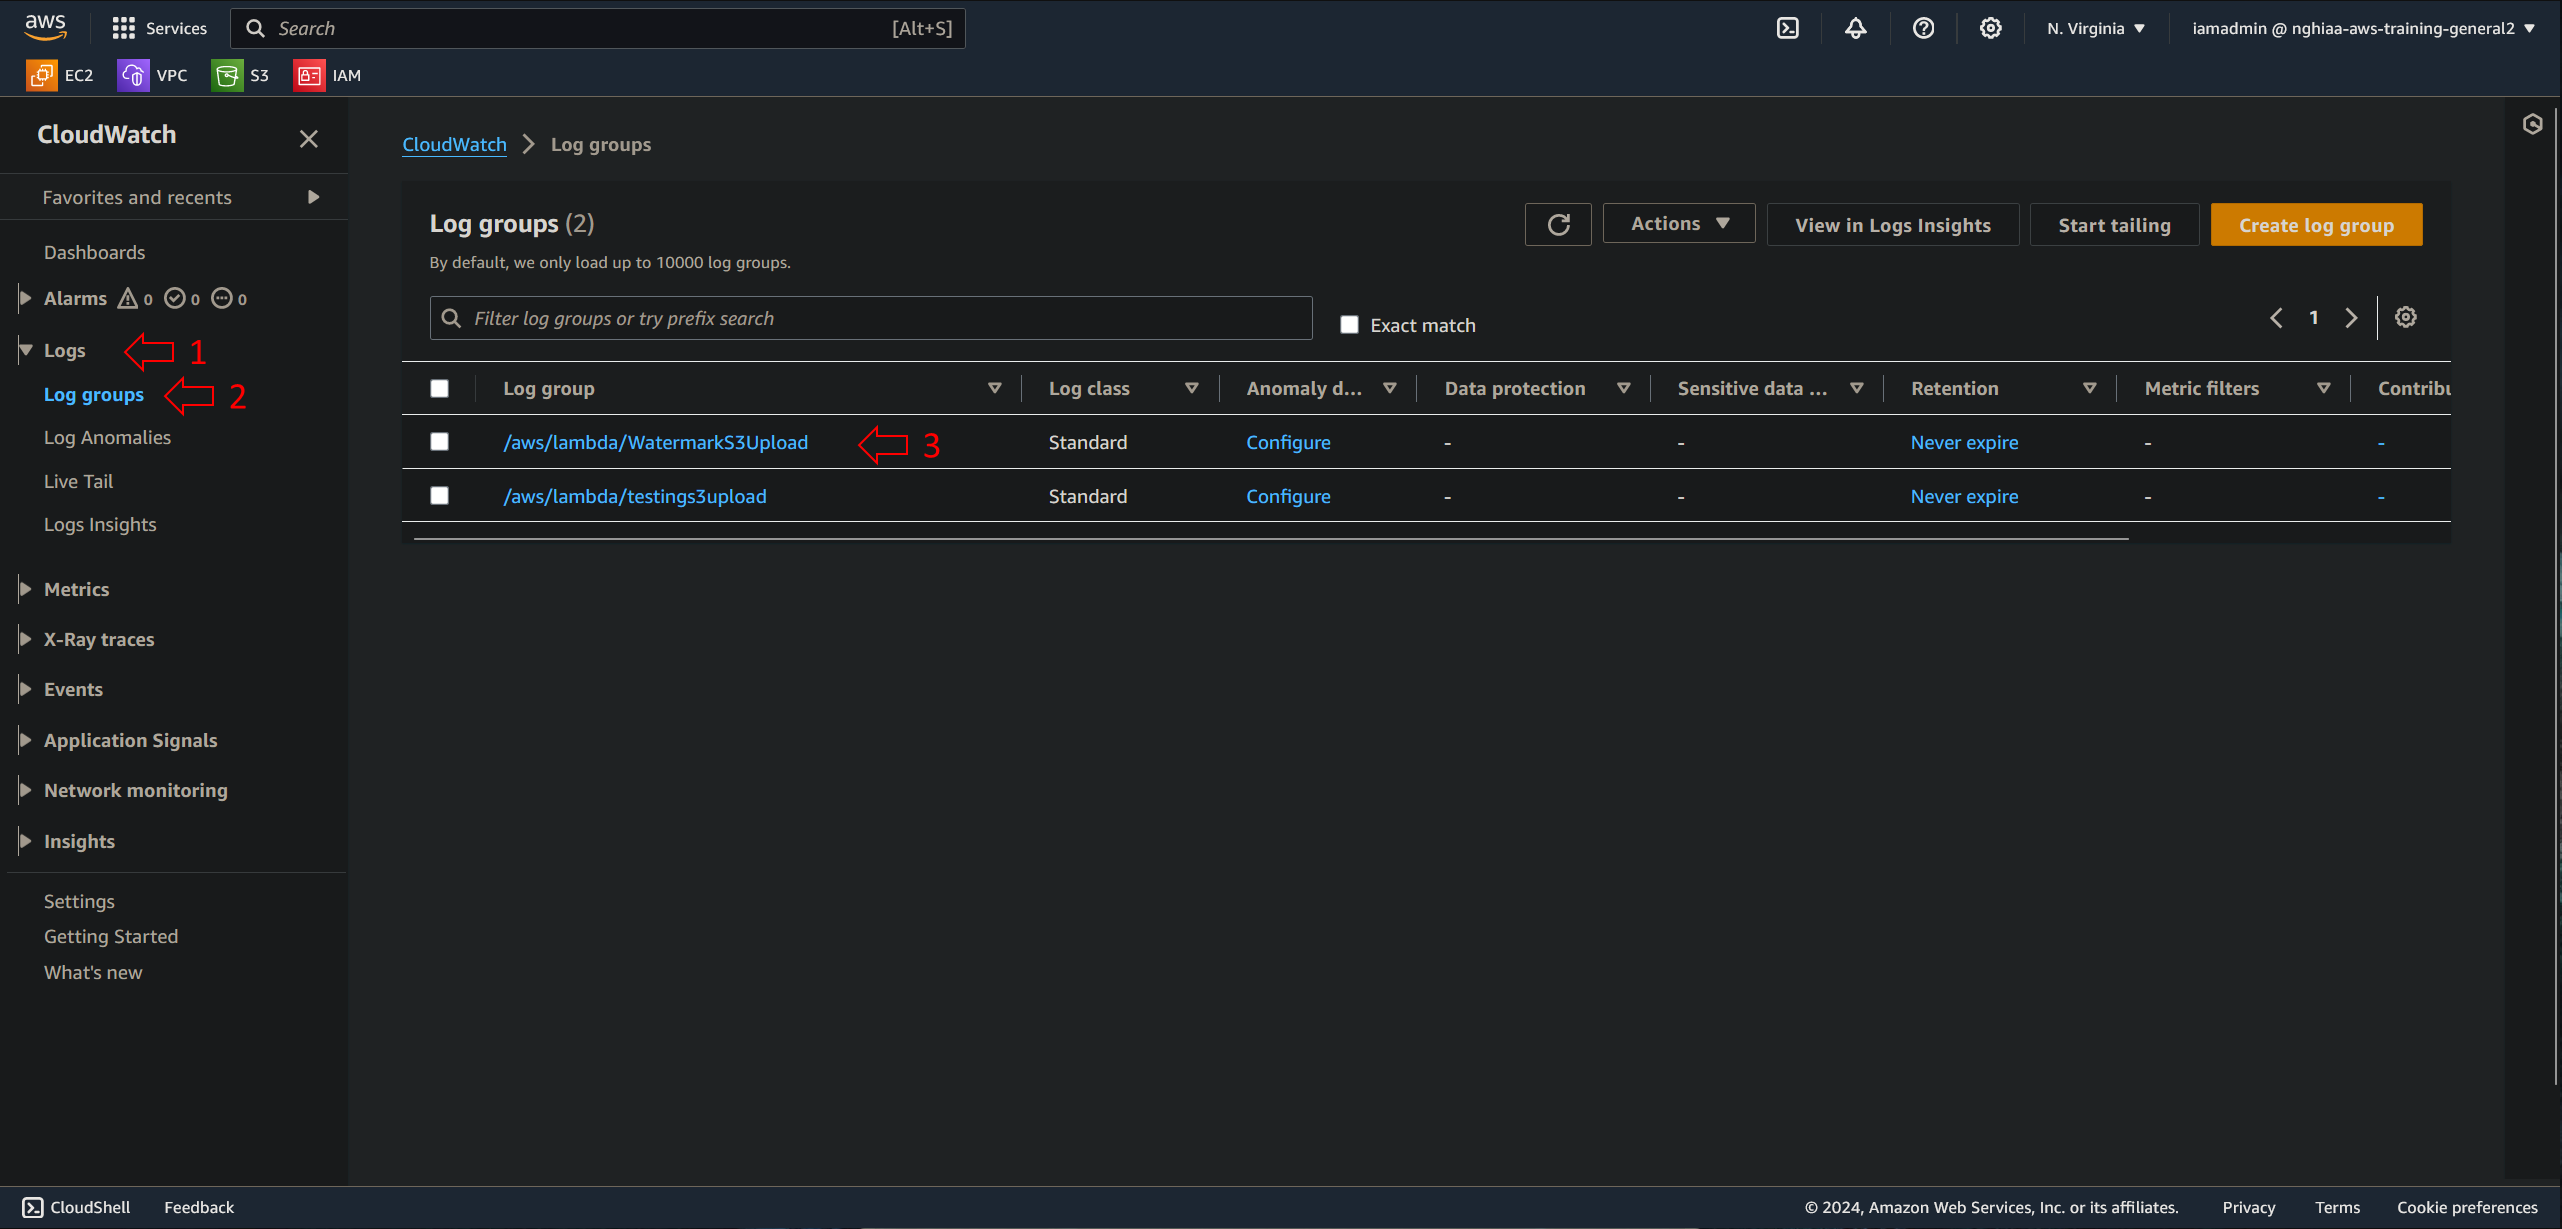 aws Services Search [Alt+S] N. Virginia iamadmin @ nghiaa-aws-training-general2
EC2 VPC S3 IAM
CloudWatch
Favorites and recents
Dashboards
Alarms 0 0 0
Logs 1
Log groups 2
Log Anomalies
Live Tail
Logs Insights
Metrics
X-Ray traces
Events
Application Signals
Network monitoring
Insights
Settings
Getting Started
What's new
CloudWatch Log groups
Log groups (2) Actions View in Logs Insights Start tailing Create log group
By default, we only load up to 10000 log groups.
Filter log groups or try prefix search Exact match 1
Log group Log class Anomaly d... Data protection Sensitive data ... Retention Metric filters Contribu
/aws/lambda/WatermarkS3Upload 3 Standard Configure - - Never expire - -
/aws/lambda/testings3upload Standard Configure - - Never expire - -
CloudShell Feedback © 2024, Amazon Web Services, Inc. or its affiliates. Privacy Terms Cookie preferences